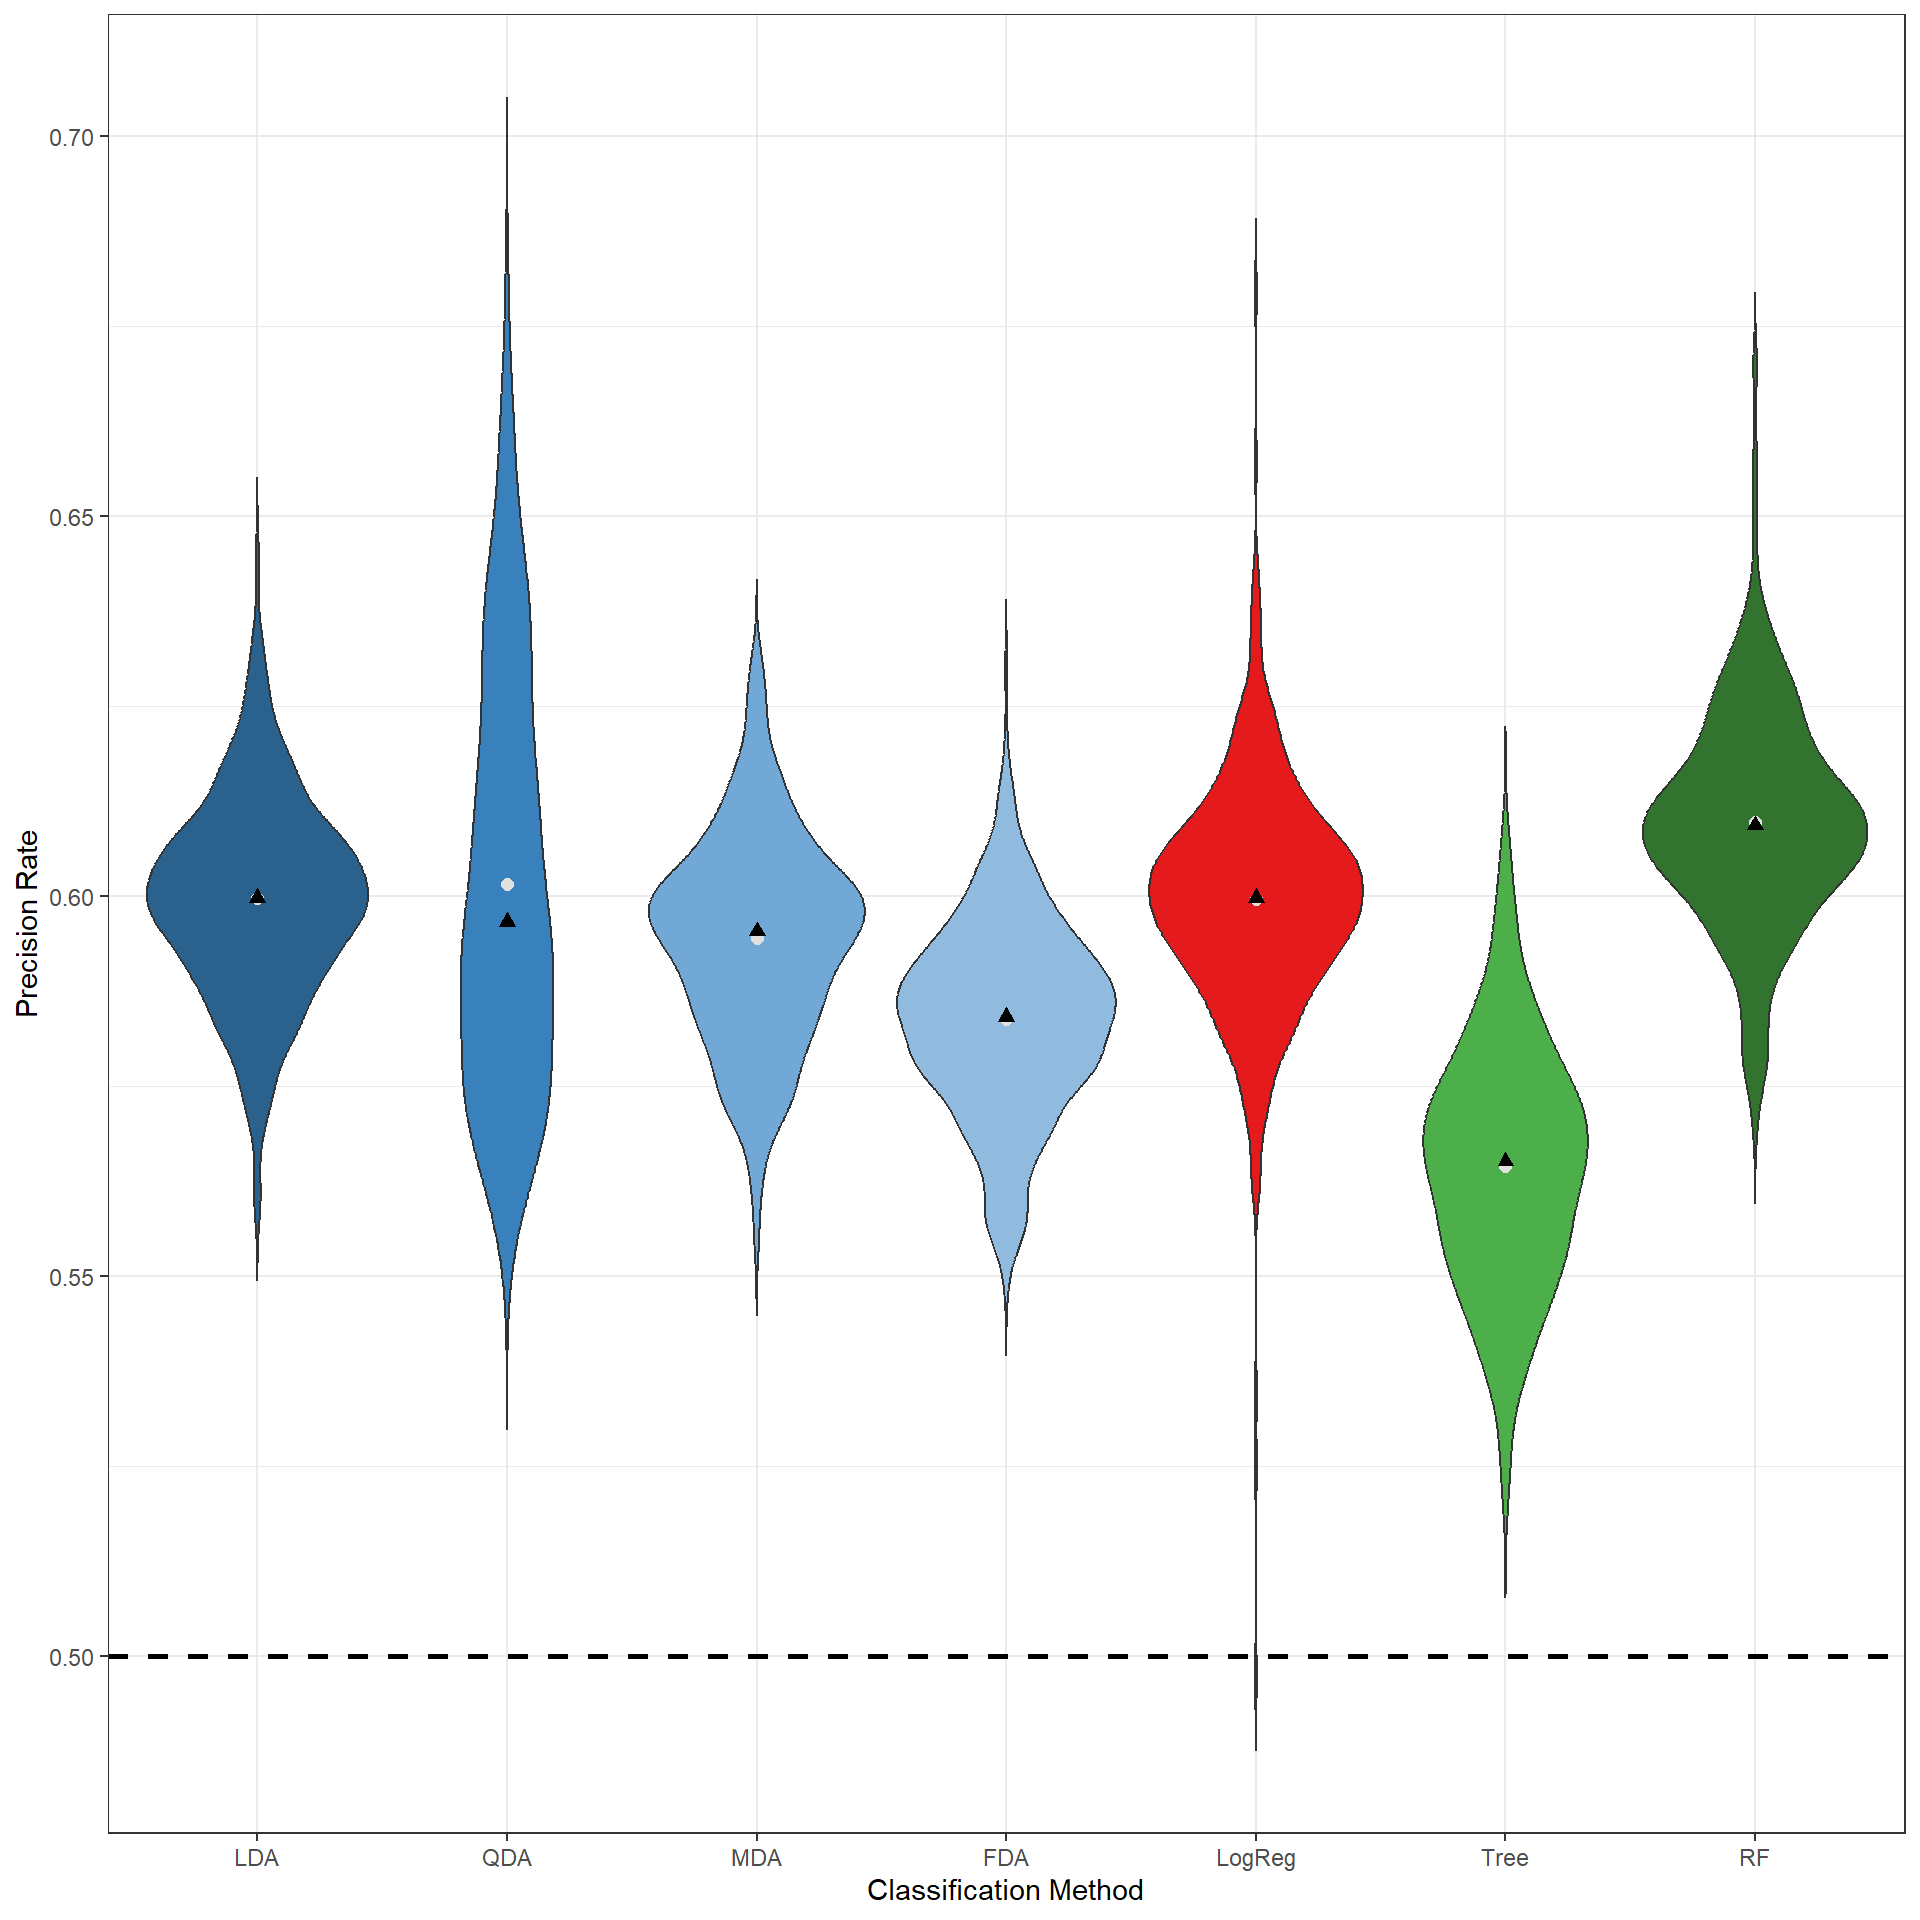 0.70
0.65
0.60
0.55
0.50
Precision Rate
LDA QDA MDA FDA LogReg Tree RF
Classification Method